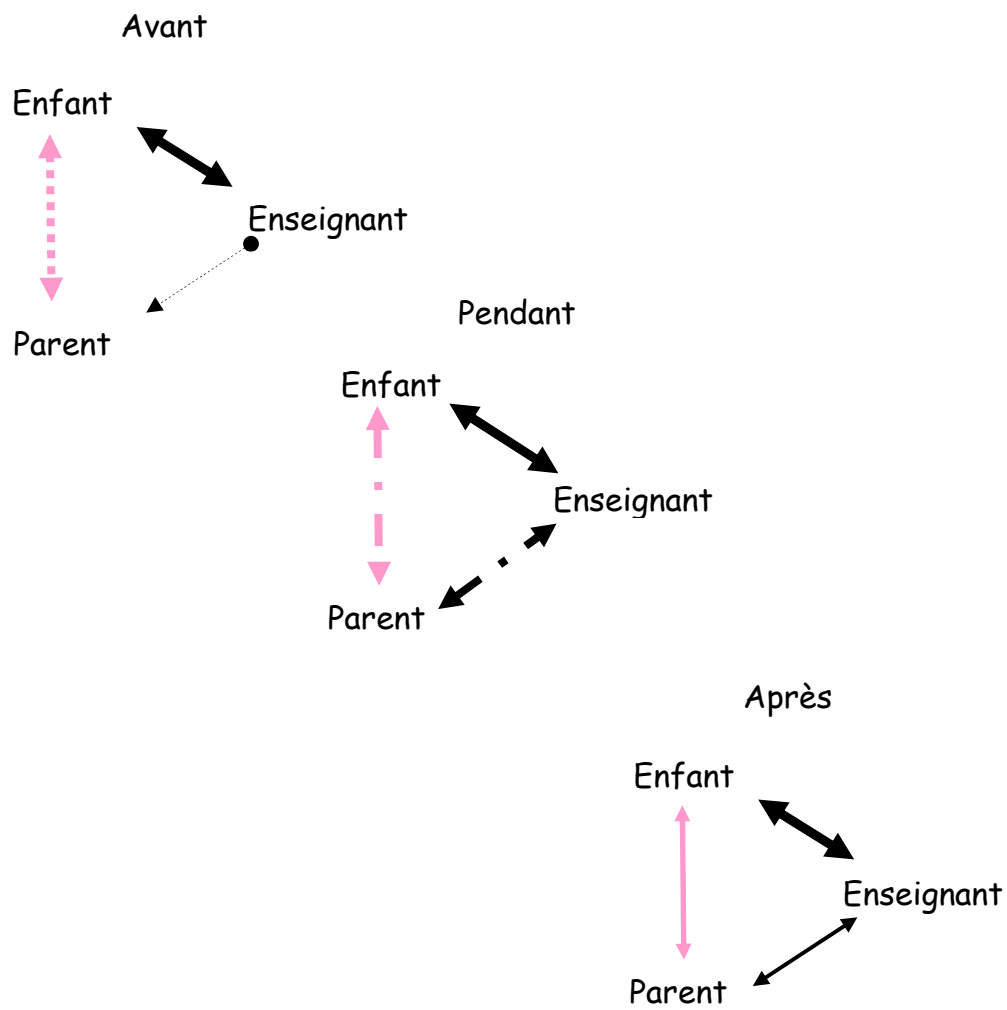 Avant
Enfant
Enseignant
Parent
Pendant
Enfant
Enseignant
Parent
Après
Enfant
Enseignant
Parent